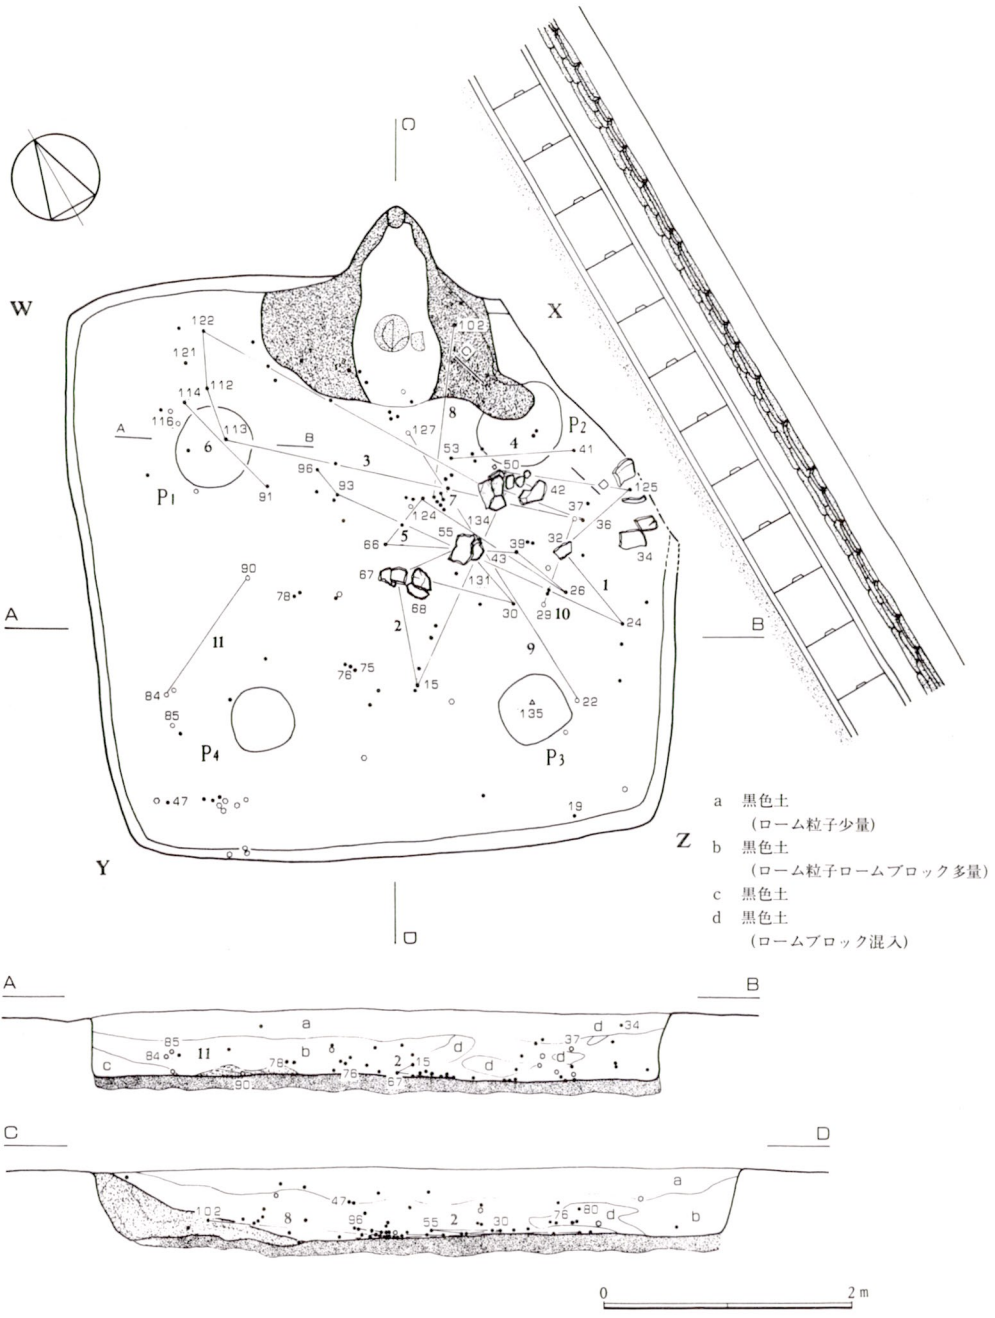 C
W
X
122
102
121
112
114
116
113
A
B
6
P1
8
127
4
P2
53
41
50
3
96
93
91
7
42
125
124
134
37
36
55
32
34
66
5
39
43
67
131
90
26
1
78
68
30
29
10
24
A
B
2
11
9
76
75
15
84
22
85
135
P4
P3
47
19
Y
Z
D
a 黒色土
(ローム粒子少量)
b 黒色土
(ローム粒子ロームブロック多量)
c 黒色土
d 黒色土
(ロームブロック混入)
A
B
a
d
34
85
37
84
11
b
d
78
2
15
d
d
c
76
90
67
C
D
a
47
102
8
96
55
2
30
76
80
d
b
0
2 m